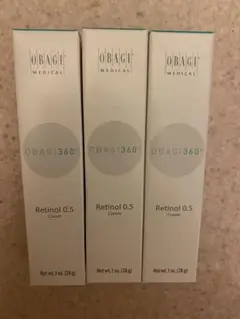 OBAGI
MEDICAL
OBAGI360®
Retinol 0.5
Cream
Net wt. 1 oz. (28 g)
OBAGI
MEDICAL
OBAGI360®
Retinol 0.5
Cream
Net wt. 1 oz. (28 g)
OBAGI
MEDICAL
OBAGI360®
Retinol 0.5
Cream
Net wt. 1 oz. (28 g)